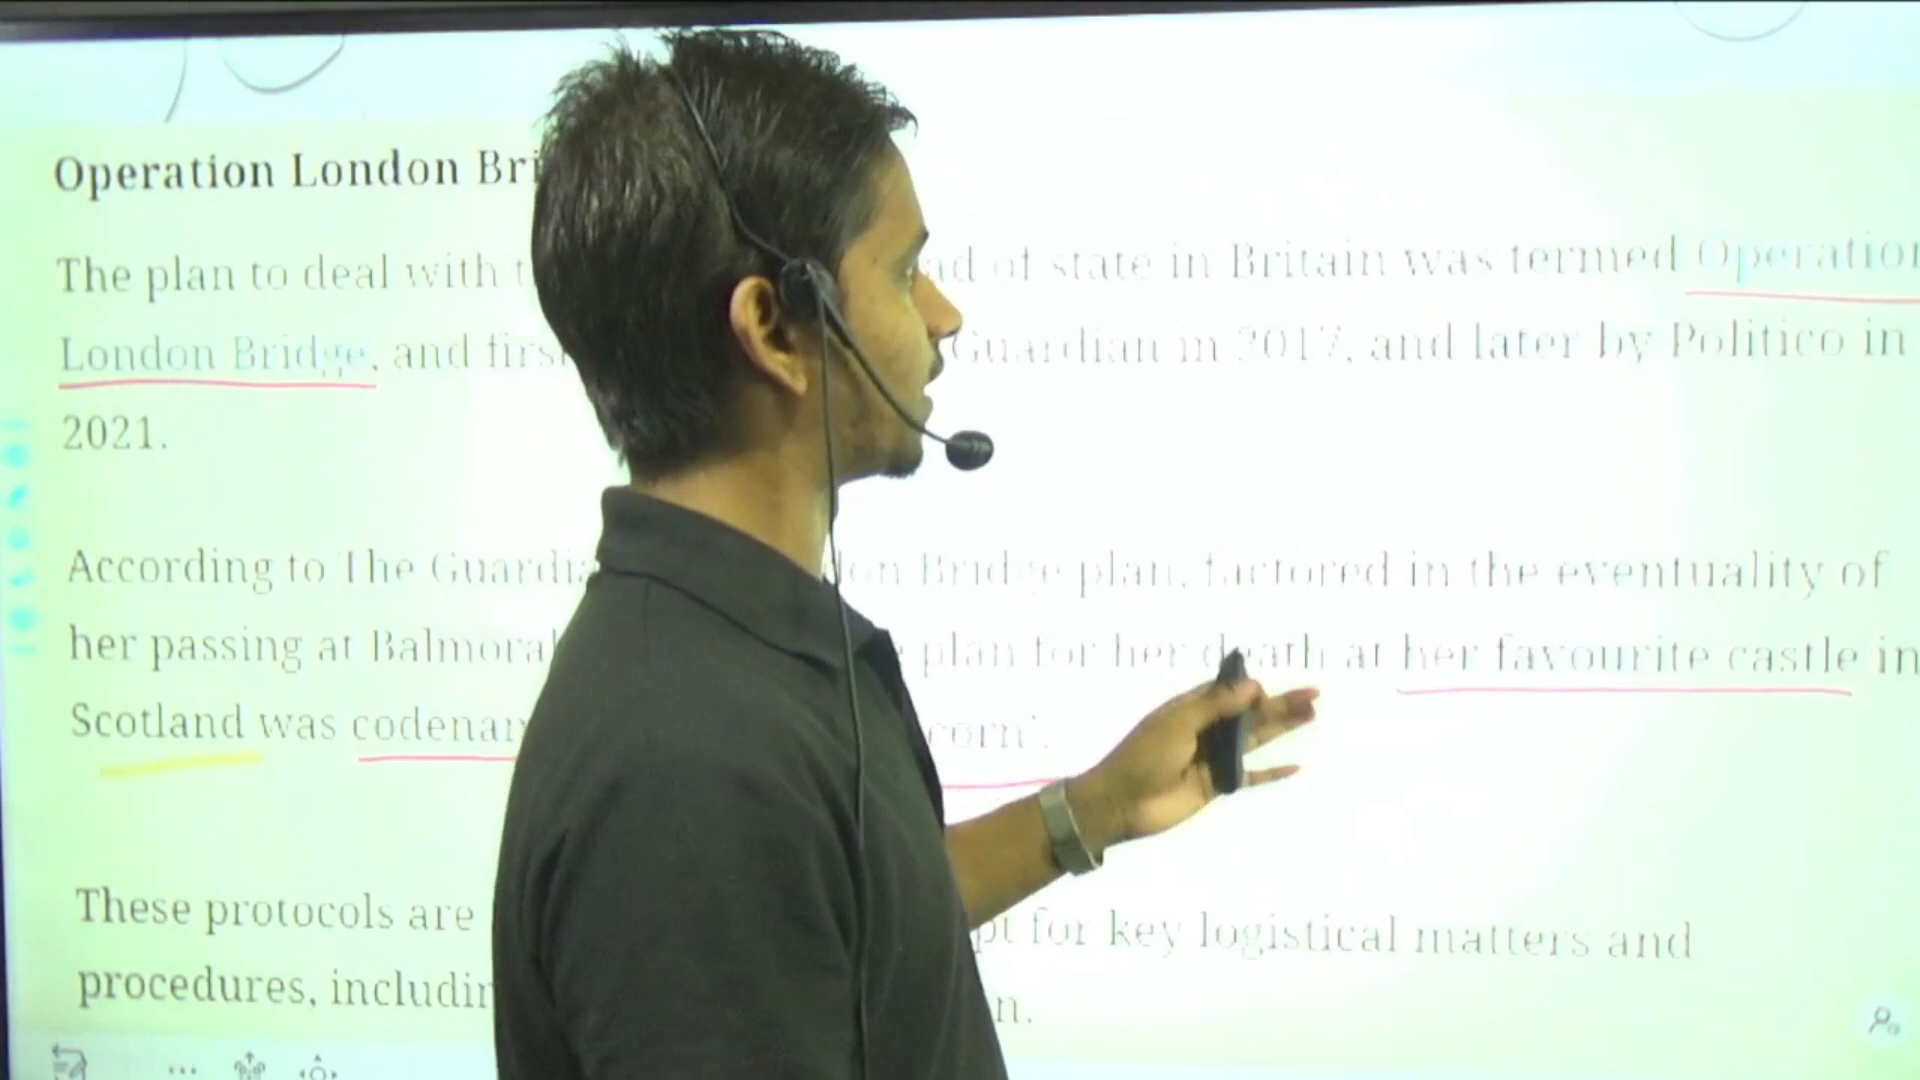 Operation London Bri
The plan to deal with t ad of state in Britain was termed Operation
London Bridge, and firs Guardian in 2017, and later by Politico in
2021.
According to The Guardia on Bridge plan, factored in the eventuality of
her passing at Balmoral plan for her death at her favourite castle in
Scotland was codenam corn'.
These protocols are pt for key logistical matters and
procedures, includin n.